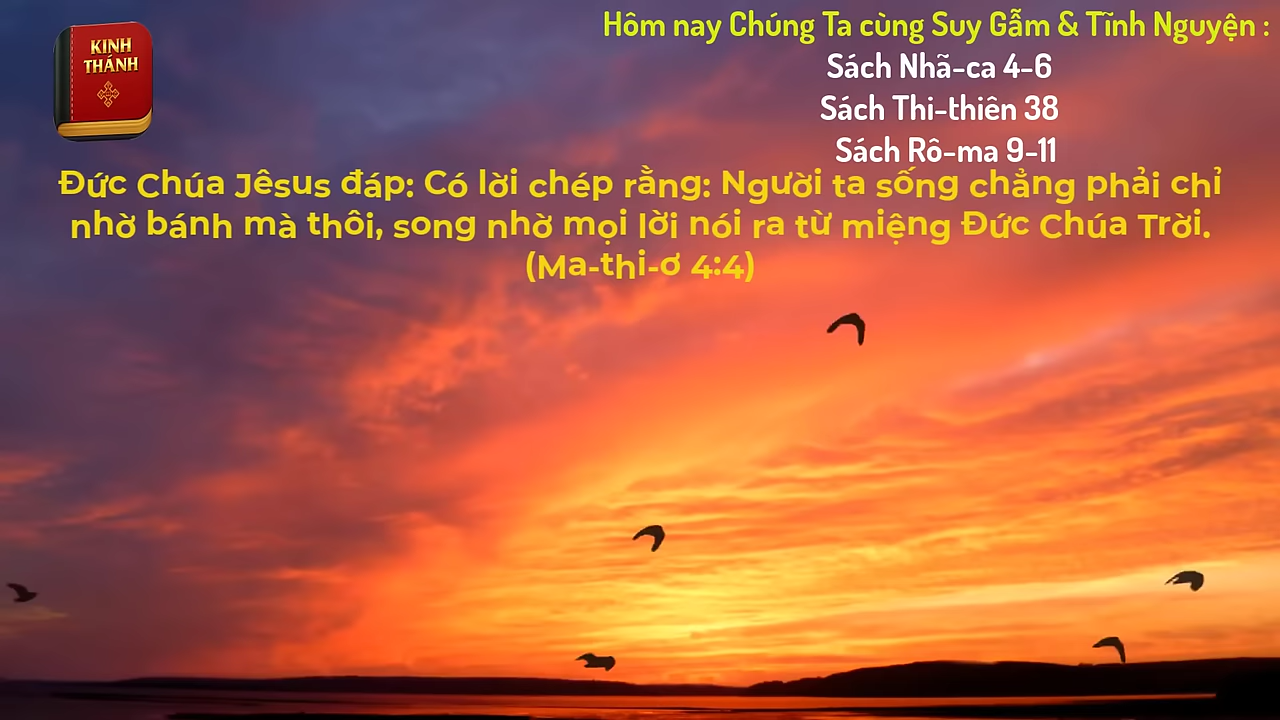 KINH
THÁNH
Hôm nay Chúng Ta cùng Suy Gẫm & Tĩnh Nguyện :
Sách Nhã-ca 4-6
Sách Thi-thiên 38
Sách Rô-ma 9-11
Đức Chúa Jêsus đáp: Có lời chép rằng: Người ta sống chẳng phải chỉ
nhờ bánh mà thôi, song nhờ mọi lời nói ra từ miệng Đức Chúa Trời.
(Ma-thi-ơ 4:4)